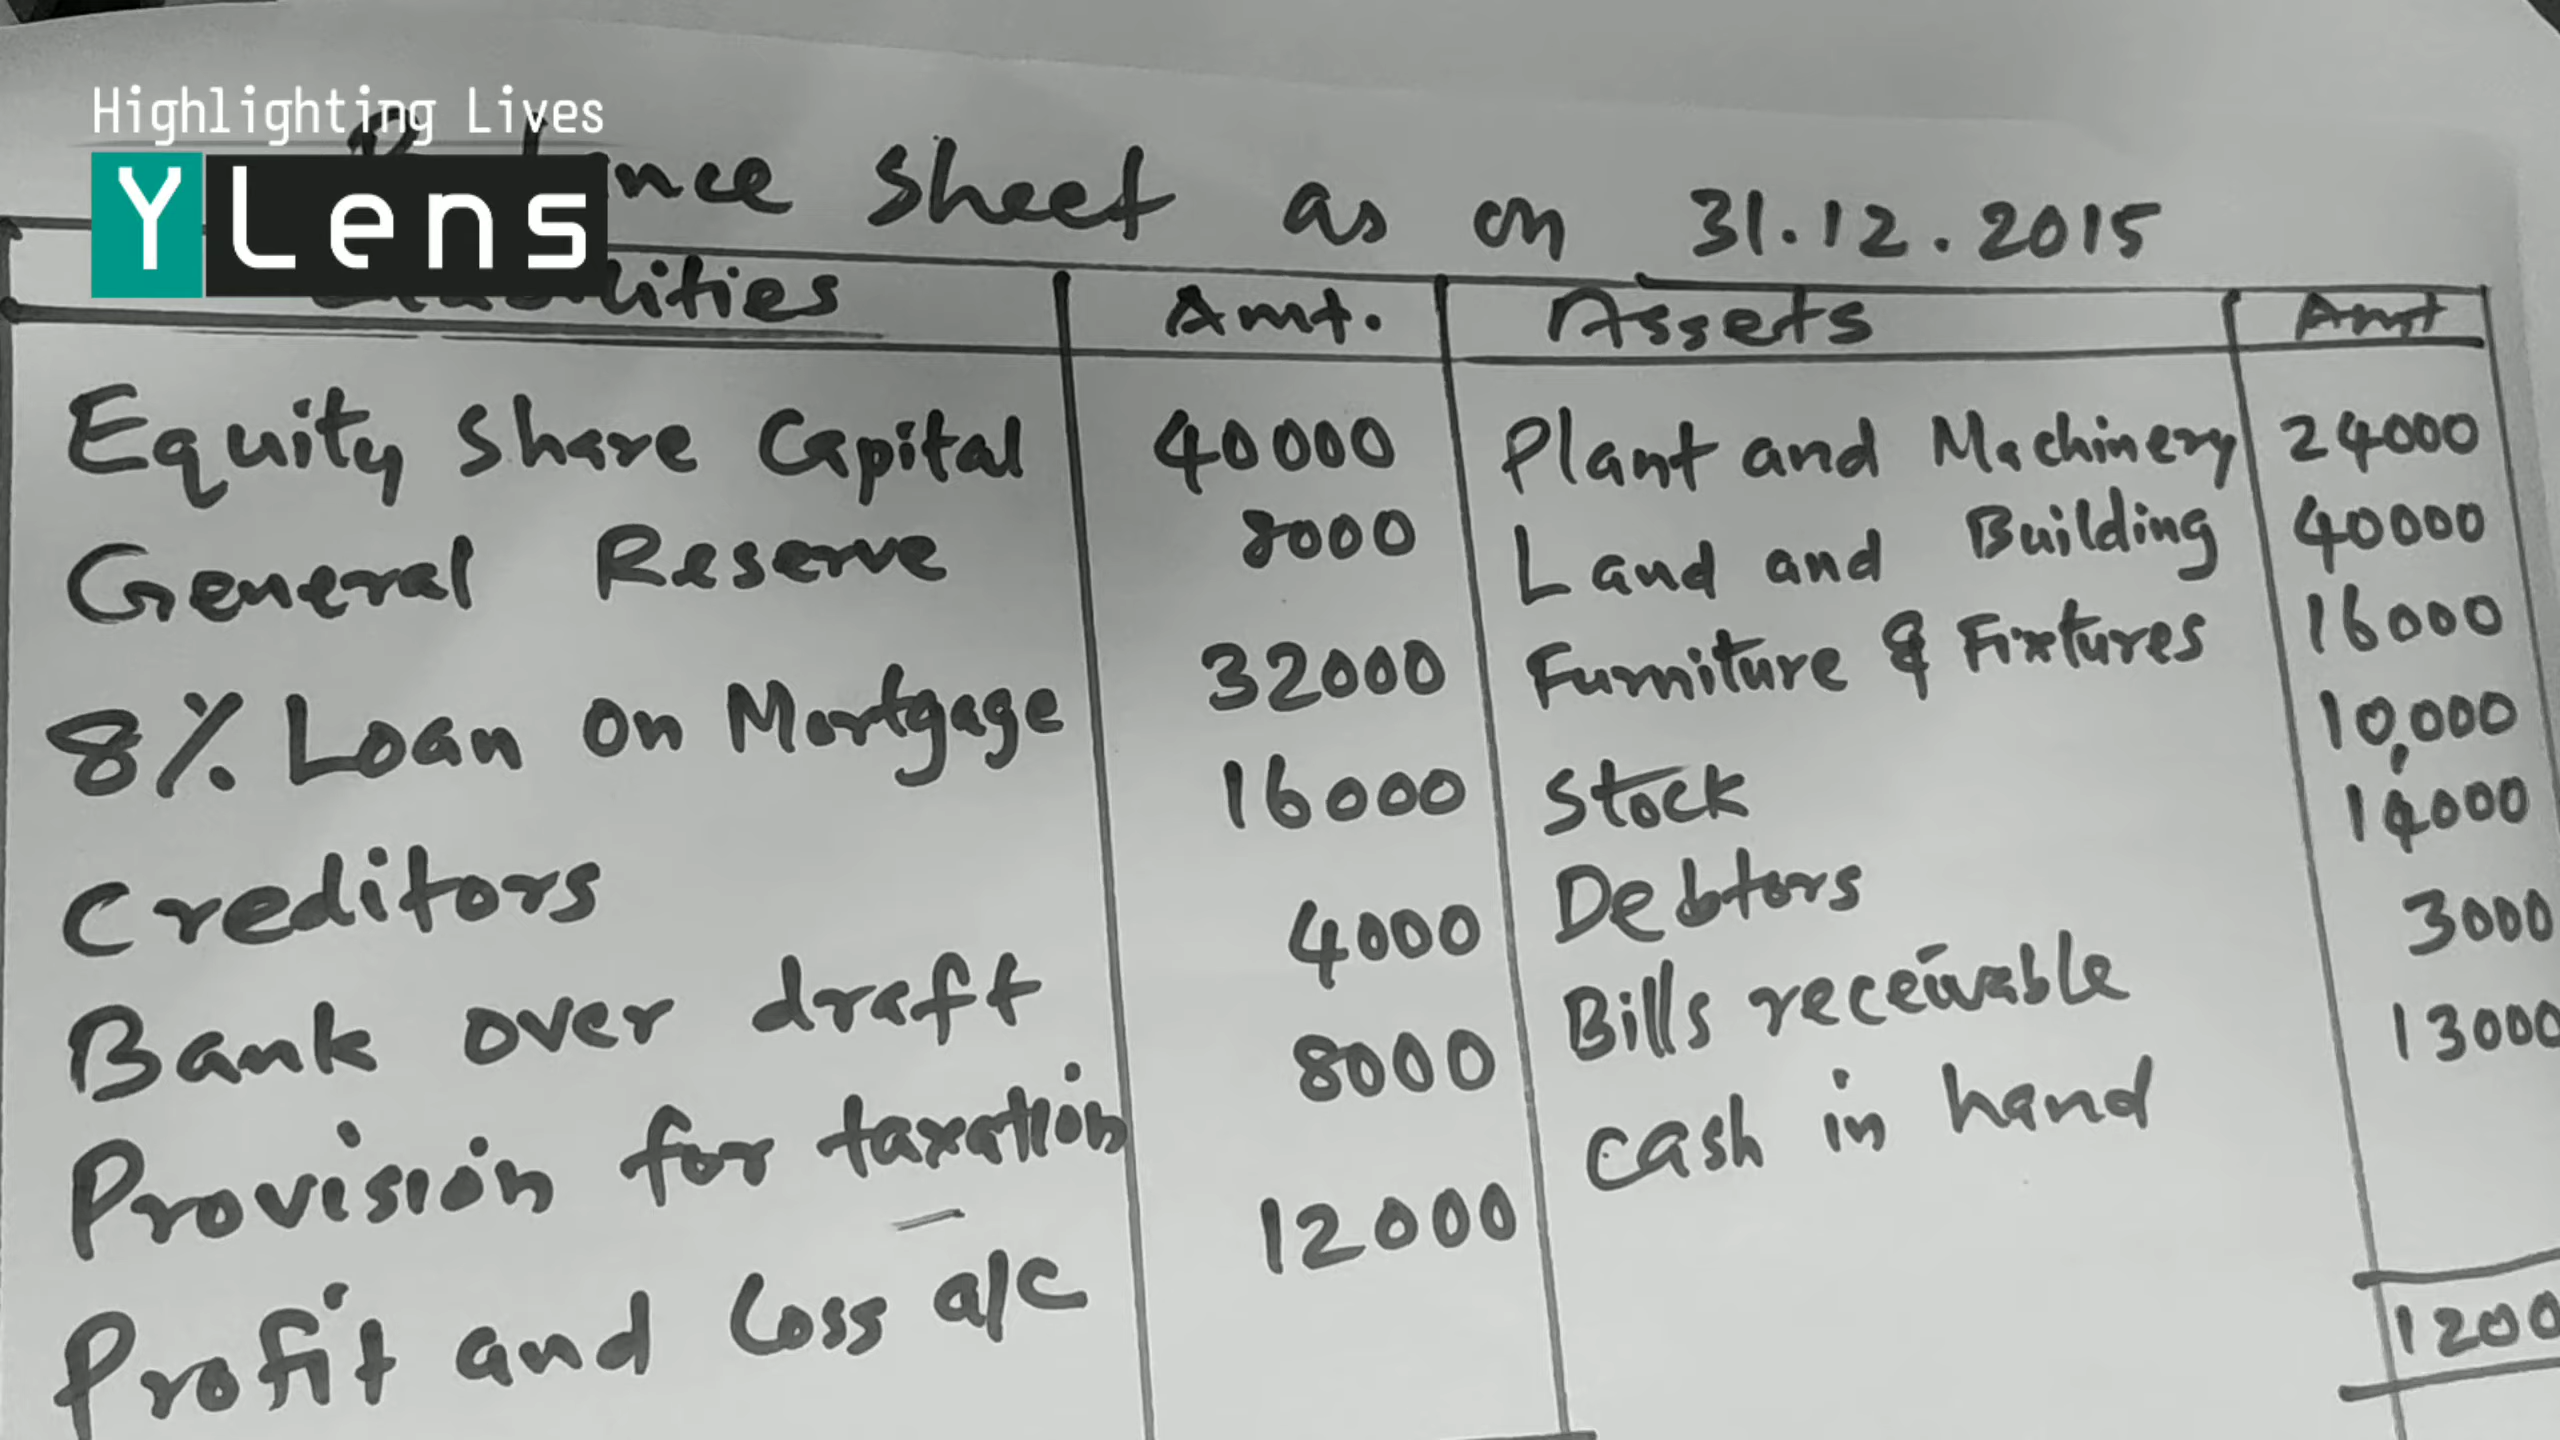 Highlighting Lives
YLens
Balance Sheet as on 31.12.2015
Liabilities Amt. Assets Amt
Equity Share Capital 40000 Plant and Machinery 24000
General Reserve 8000 Land and Building 40000
8% Loan on Mortgage 32000 Furniture & Fixtures 16000
Creditors 16000 Stock 10,000
Bank over draft 4000 Debtors 14000
Provision for taxation 8000 Bills receivable 3000
Profit and Loss a/c 12000 Cash in hand 13000
1200